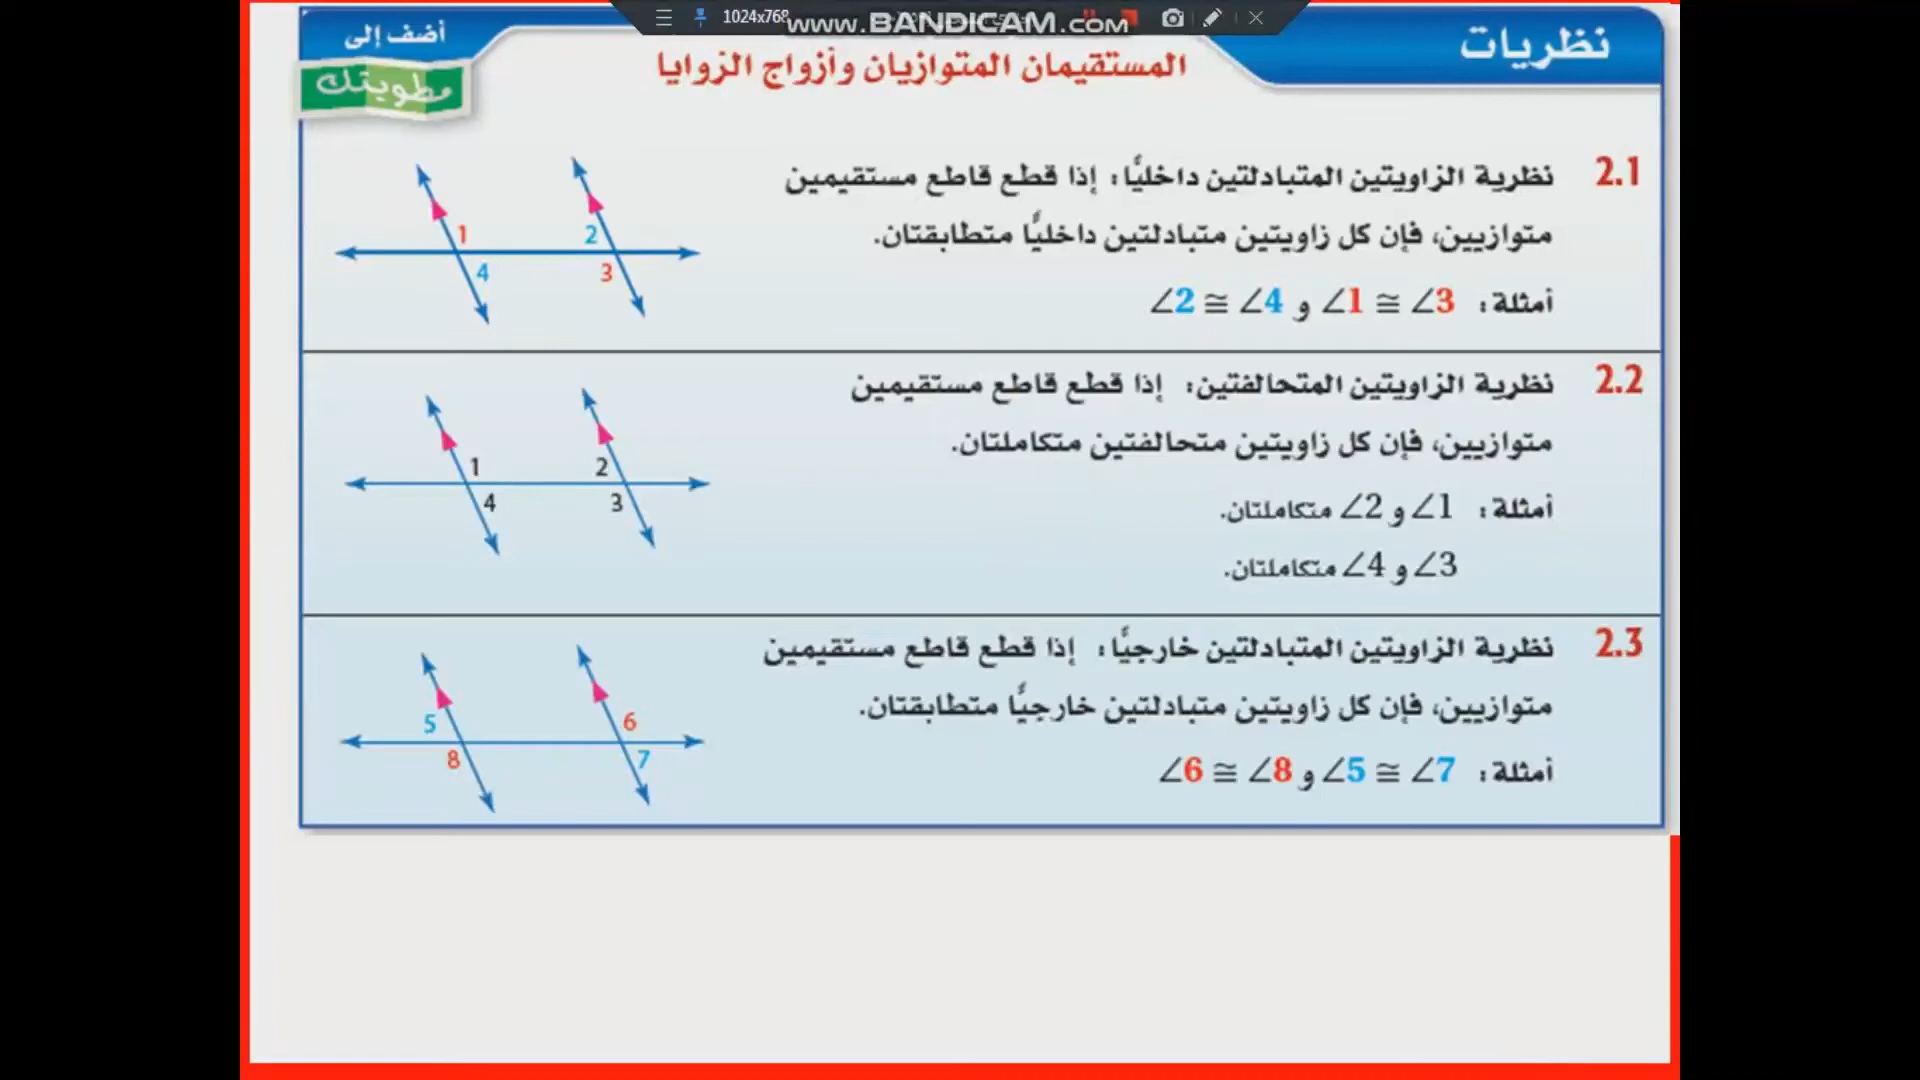 1024x768
www.BANDICAM.com
نظريات
أضف إلى
مطويتك
المستقيمان المتوازيان وأزواج الزوايا
2.1 نظرية الزاويتين المتبادلتين داخليًّا: إذا قطع قاطع مستقيمين
متوازيين، فإن كل زاويتين متبادلتين داخليًّا متطابقتان.
أمثلة: ∠1 ≅ ∠3 و ∠2 ≅ ∠4
1 2
4 3
2.2 نظرية الزاويتين المتحالفتين: إذا قطع قاطع مستقيمين
متوازيين، فإن كل زاويتين متحالفتين متكاملتان.
أمثلة: ∠1 و ∠2 متكاملتان.
∠3 و ∠4 متكاملتان.
1 2
4 3
2.3 نظرية الزاويتين المتبادلتين خارجيًّا: إذا قطع قاطع مستقيمين
متوازيين، فإن كل زاويتين متبادلتين خارجيًّا متطابقتان.
أمثلة: ∠5 ≅ ∠7 و ∠6 ≅ ∠8
5 6
8 7